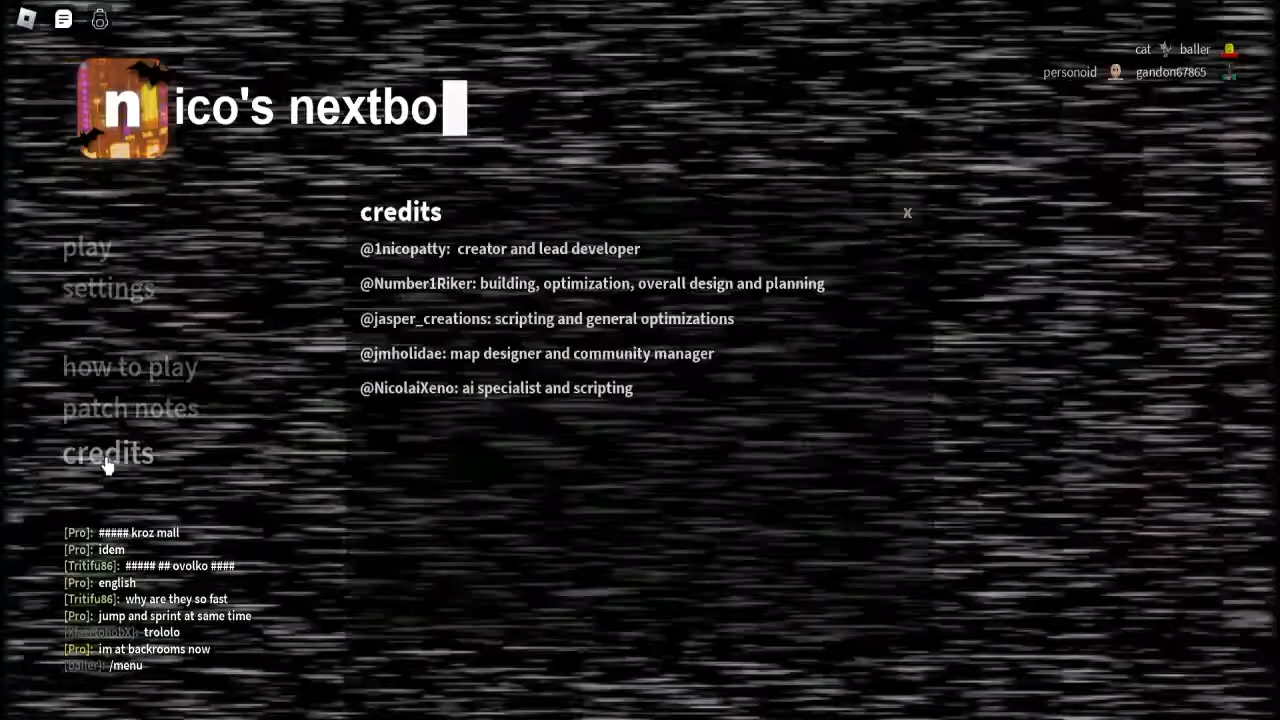 cat baller
personoid gandon67865
n ico's nextbo
credits x
@1nicopatty: creator and lead developer
@Number1Riker: building, optimization, overall design and planning
@jasper_creations: scripting and general optimizations
@jmholidae: map designer and community manager
@NicolaiXeno: ai specialist and scripting
play
settings
how to play
patch notes
credits
[Pro]: ##### kroz mall
[Pro]: idem
[Tritifu86]: ##### ## ovolko ####
[Pro]: english
[Tritifu86]: why are they so fast
[Pro]: jump and sprint at same time
trololo
[Pro]: im at backrooms now
[baller]: /menu